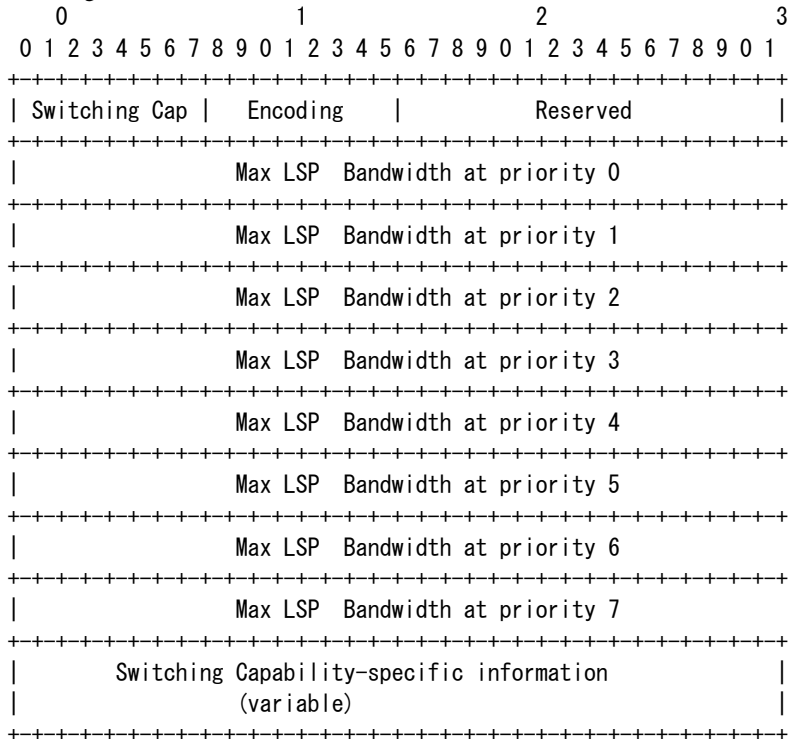 0                   1                   2                   3
0 1 2 3 4 5 6 7 8 9 0 1 2 3 4 5 6 7 8 9 0 1 2 3 4 5 6 7 8 9 0 1
+-+-+-+-+-+-+-+-+-+-+-+-+-+-+-+-+-+-+-+-+-+-+-+-+-+-+-+-+-+-+-+-+
| Switching Cap |   Encoding    |           Reserved            |
+-+-+-+-+-+-+-+-+-+-+-+-+-+-+-+-+-+-+-+-+-+-+-+-+-+-+-+-+-+-+-+-+
|                  Max LSP  Bandwidth at priority 0
+-+-+-+-+-+-+-+-+-+-+-+-+-+-+-+-+-+-+-+-+-+-+-+-+-+-+-+-+-+-+-+-+
|                  Max LSP  Bandwidth at priority 1
+-+-+-+-+-+-+-+-+-+-+-+-+-+-+-+-+-+-+-+-+-+-+-+-+-+-+-+-+-+-+-+-+
|                  Max LSP  Bandwidth at priority 2
+-+-+-+-+-+-+-+-+-+-+-+-+-+-+-+-+-+-+-+-+-+-+-+-+-+-+-+-+-+-+-+-+
|                  Max LSP  Bandwidth at priority 3
+-+-+-+-+-+-+-+-+-+-+-+-+-+-+-+-+-+-+-+-+-+-+-+-+-+-+-+-+-+-+-+-+
|                  Max LSP  Bandwidth at priority 4
+-+-+-+-+-+-+-+-+-+-+-+-+-+-+-+-+-+-+-+-+-+-+-+-+-+-+-+-+-+-+-+-+
|                  Max LSP  Bandwidth at priority 5
+-+-+-+-+-+-+-+-+-+-+-+-+-+-+-+-+-+-+-+-+-+-+-+-+-+-+-+-+-+-+-+-+
|                  Max LSP  Bandwidth at priority 6
+-+-+-+-+-+-+-+-+-+-+-+-+-+-+-+-+-+-+-+-+-+-+-+-+-+-+-+-+-+-+-+-+
|                  Max LSP  Bandwidth at priority 7
+-+-+-+-+-+-+-+-+-+-+-+-+-+-+-+-+-+-+-+-+-+-+-+-+-+-+-+-+-+-+-+-+
|        Switching Capability-specific information              |
|                  (variable)                                   |
+-+-+-+-+-+-+-+-+-+-+-+-+-+-+-+-+-+-+-+-+-+-+-+-+-+-+-+-+-+-+-+-+